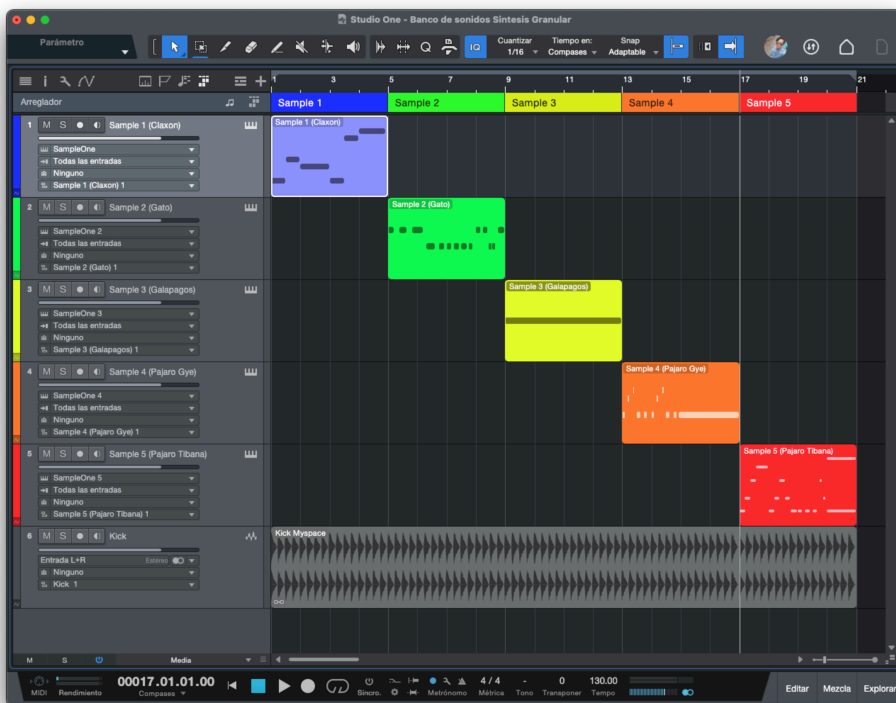 Studio One - Banco de sonidos Sintesis Granular
Parámetro
IQ
Cuantizar
1/16
Tiempo en:
Compases
Snap
Adaptable
1 3 5 7 9 11 13 15 17 19 21
Arreglador
Sample 1
Sample 2
Sample 3
Sample 4
Sample 5
1 M S Sample 1 (Claxon)
SampleOne
Todas las entradas
Ninguno
Sample 1 (Claxon) 1
Sample 1 (Claxon)
2 M S Sample 2 (Gato)
SampleOne 2
Todas las entradas
Ninguno
Sample 2 (Gato) 1
Sample 2 (Gato)
3 M S Sample 3 (Galapagos)
SampleOne 3
Todas las entradas
Ninguno
Sample 3 (Galapagos) 1
Sample 3 (Galapagos)
4 M S Sample 4 (Pajaro Gye)
SampleOne 4
Todas las entradas
Ninguno
Sample 4 (Pajaro Gye) 1
Sample 4 (Pajaro Gye)
5 M S Sample 5 (Pajaro Tibana)
SampleOne 5
Todas las entradas
Ninguno
Sample 5 (Pajaro Tibana) 1
Sample 5 (Pajaro Tibana)
6 M S Kick
Entrada L+R Estéreo
Ninguno
Kick 1
Kick Myspace
M S Media
MIDI
Rendimiento
00017.01.01.00
Compases
Sincro.
Metrónomo
4 / 4
Métrica
-
Tono
0
Transponer
130.00
Tempo
Editar
Mezcla
Explorar